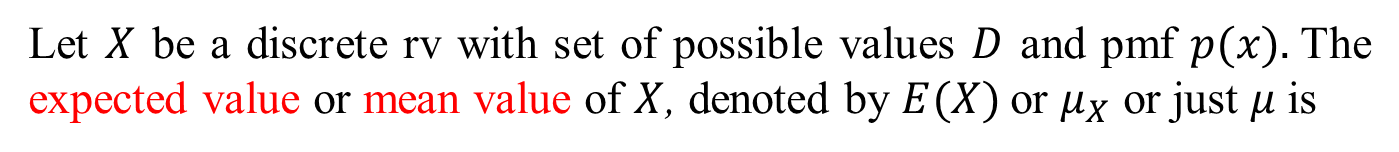 Let X be a discrete rv with set of possible values D and pmf p(x). The
expected value or mean value of X, denoted by E(X) or μ_X or just μ is